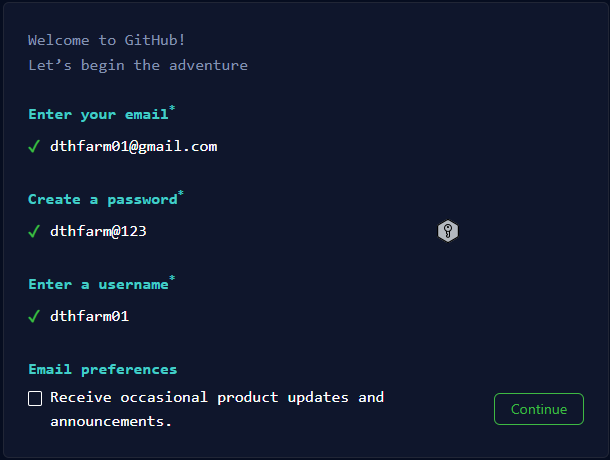 Welcome to GitHub!
Let’s begin the adventure
Enter your email*
✓ dthfarm01@gmail.com
Create a password*
✓ dthfarm@123
Enter a username*
✓ dthfarm01
Email preferences
Receive occasional product updates and
announcements.
Continue